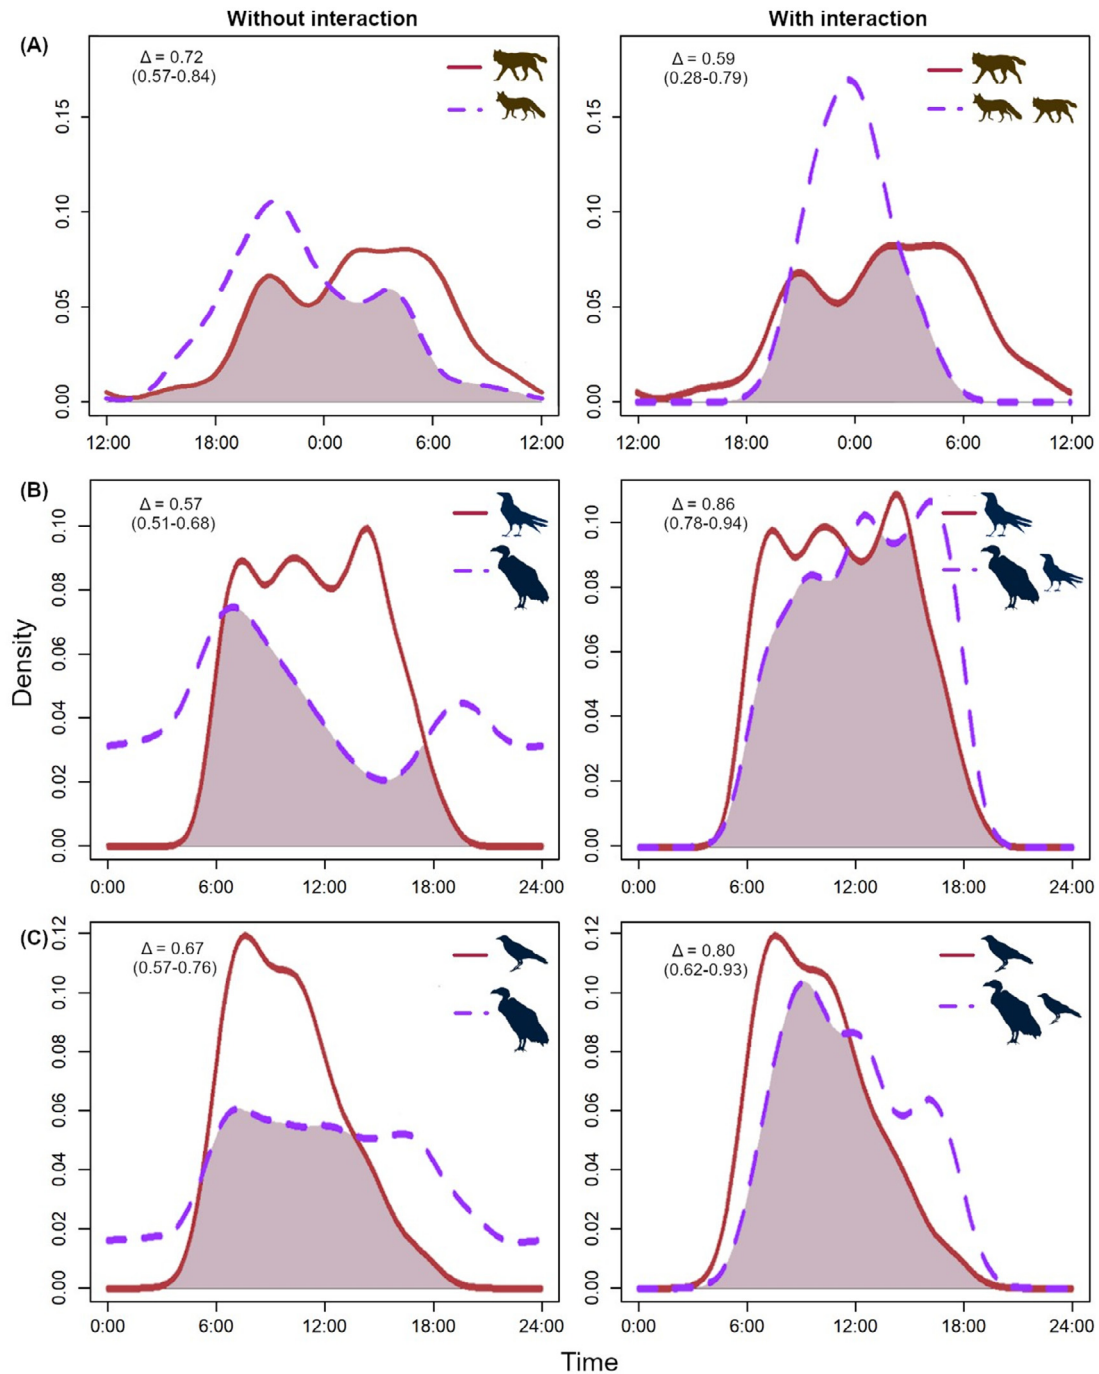 Without interaction
With interaction
(A)
Δ = 0.72
(0.57-0.84)
0.15
0.10
0.05
0.00
12:00 18:00 0:00 6:00 12:00
Δ = 0.59
(0.28-0.79)
0.15
0.10
0.05
0.00
12:00 18:00 0:00 6:00 12:00
(B)
Δ = 0.57
(0.51-0.68)
0.10
0.08
0.06
0.04
0.02
0.00
0:00 6:00 12:00 18:00 24:00
Δ = 0.86
(0.78-0.94)
0.10
0.08
0.06
0.04
0.02
0.00
0:00 6:00 12:00 18:00 24:00
Density
(C)
Δ = 0.67
(0.57-0.76)
0.12
0.10
0.08
0.06
0.04
0.02
0.00
0:00 6:00 12:00 18:00 24:00
Δ = 0.80
(0.62-0.93)
0.12
0.10
0.08
0.06
0.04
0.02
0.00
0:00 6:00 12:00 18:00 24:00
Time